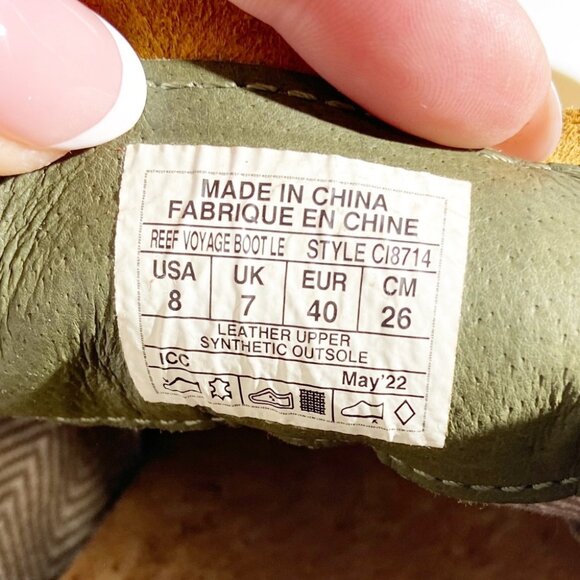 MADE IN CHINA
FABRIQUE EN CHINE
REEF VOYAGE BOOT LE STYLE CI8714
USA UK EUR CM
8 7 40 26
LEATHER UPPER
SYNTHETIC OUTSOLE
ICC May'22